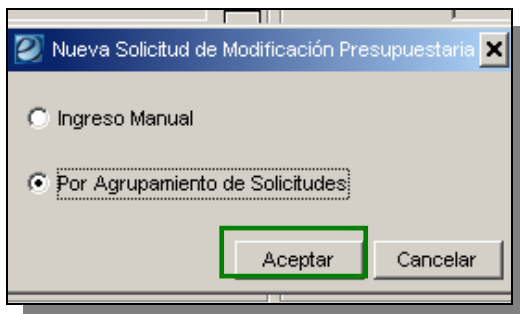 Nueva Solicitud de Modificación Presupuestaria
Ingreso Manual
Por Agrupamiento de Solicitudes
Aceptar Cancelar